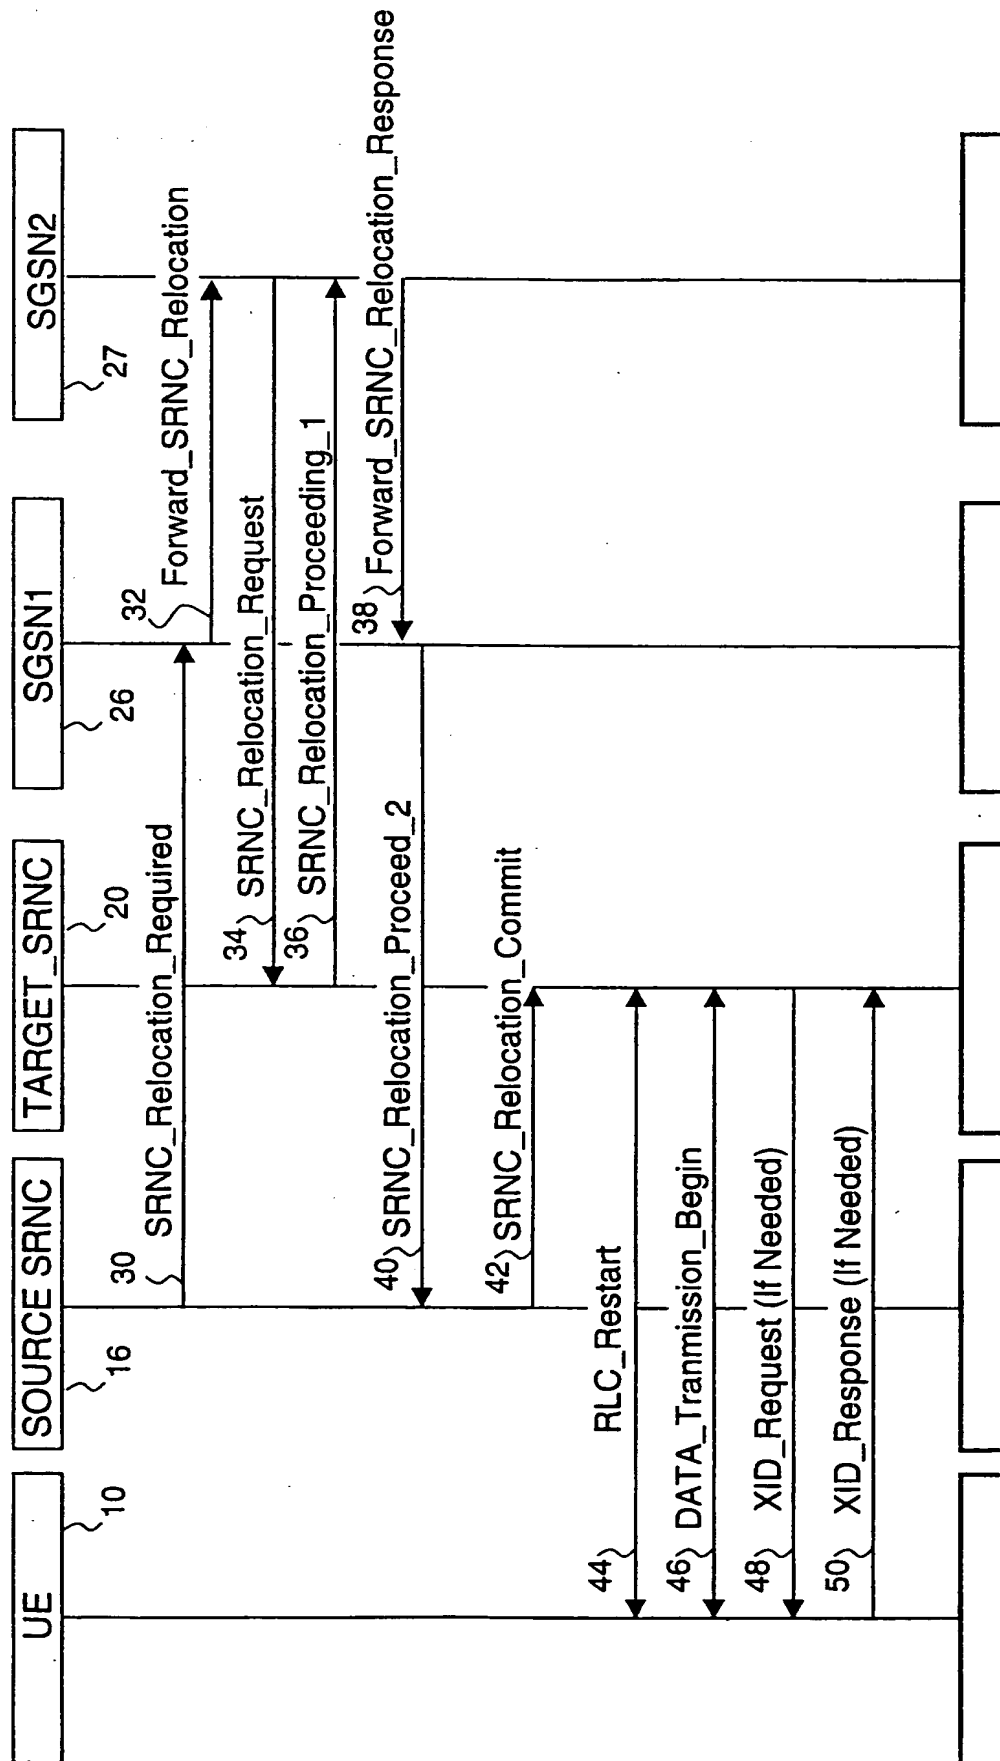 UE
10
SOURCE SRNC
16
TARGET_SRNC
20
SGSN1
26
SGSN2
27
30
SRNC_Relocation_Required
32
Forward_SRNC_Relocation
34
SRNC_Relocation_Request
36
SRNC_Relocation_Proceeding_1
38
Forward_SRNC_Relocation_Response
40
SRNC_Relocation_Proceed_2
42
SRNC_Relocation_Commit
44
RLC_Restart
46
DATA_Tranmission_Begin
48
XID_Request (If Needed)
50
XID_Response (If Needed)